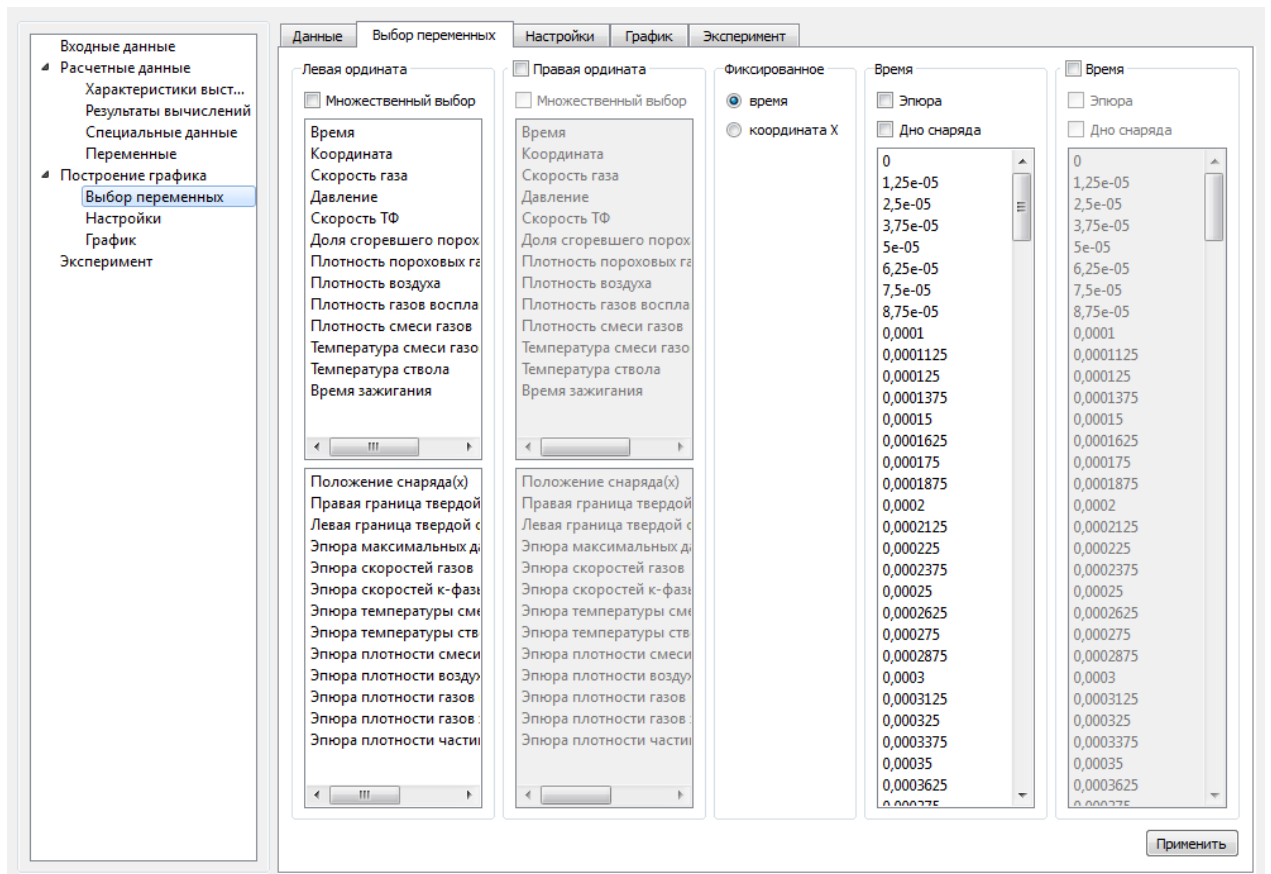 Входные данные
Расчетные данные
Характеристики выст...
Результаты вычислений
Специальные данные
Переменные
Построение графика
Выбор переменных
Настройки
График
Эксперимент
Данные
Выбор переменных
Настройки
График
Эксперимент
Левая ордината
Множественный выбор
Время
Координата
Скорость газа
Давление
Скорость ТФ
Доля сгоревшего порох
Плотность пороховых га
Плотность воздуха
Плотность газов воспла
Плотность смеси газов
Температура смеси газо
Температура ствола
Время зажигания
Положение снаряда(x)
Правая граница твердой
Левая граница твердой с
Эпюра максимальных да
Эпюра скоростей газов
Эпюра скоростей к-фазы
Эпюра температуры сме
Эпюра температуры ств
Эпюра плотности смеси
Эпюра плотности воздух
Эпюра плотности газов
Эпюра плотности газов
Эпюра плотности частиц
Правая ордината
Множественный выбор
Время
Координата
Скорость газа
Давление
Скорость ТФ
Доля сгоревшего порох
Плотность пороховых га
Плотность воздуха
Плотность газов воспла
Плотность смеси газов
Температура смеси газо
Температура ствола
Время зажигания
Положение снаряда(x)
Правая граница твердой
Левая граница твердой с
Эпюра максимальных да
Эпюра скоростей газов
Эпюра скоростей к-фазы
Эпюра температуры сме
Эпюра температуры ств
Эпюра плотности смеси
Эпюра плотности воздух
Эпюра плотности газов
Эпюра плотности газов
Эпюра плотности частиц
Фиксированное
время
координата X
Время
Эпюра
Дно снаряда
0
1,25e-05
2,5e-05
3,75e-05
5e-05
6,25e-05
7,5e-05
8,75e-05
0,0001
0,0001125
0,000125
0,0001375
0,00015
0,0001625
0,000175
0,0001875
0,0002
0,0002125
0,000225
0,0002375
0,00025
0,0002625
0,000275
0,0002875
0,0003
0,0003125
0,000325
0,0003375
0,00035
0,0003625
0,000375
Время
Эпюра
Дно снаряда
0
1,25e-05
2,5e-05
3,75e-05
5e-05
6,25e-05
7,5e-05
8,75e-05
0,0001
0,0001125
0,000125
0,0001375
0,00015
0,0001625
0,000175
0,0001875
0,0002
0,0002125
0,000225
0,0002375
0,00025
0,0002625
0,000275
0,0002875
0,0003
0,0003125
0,000325
0,0003375
0,00035
0,0003625
0,000375
Применить